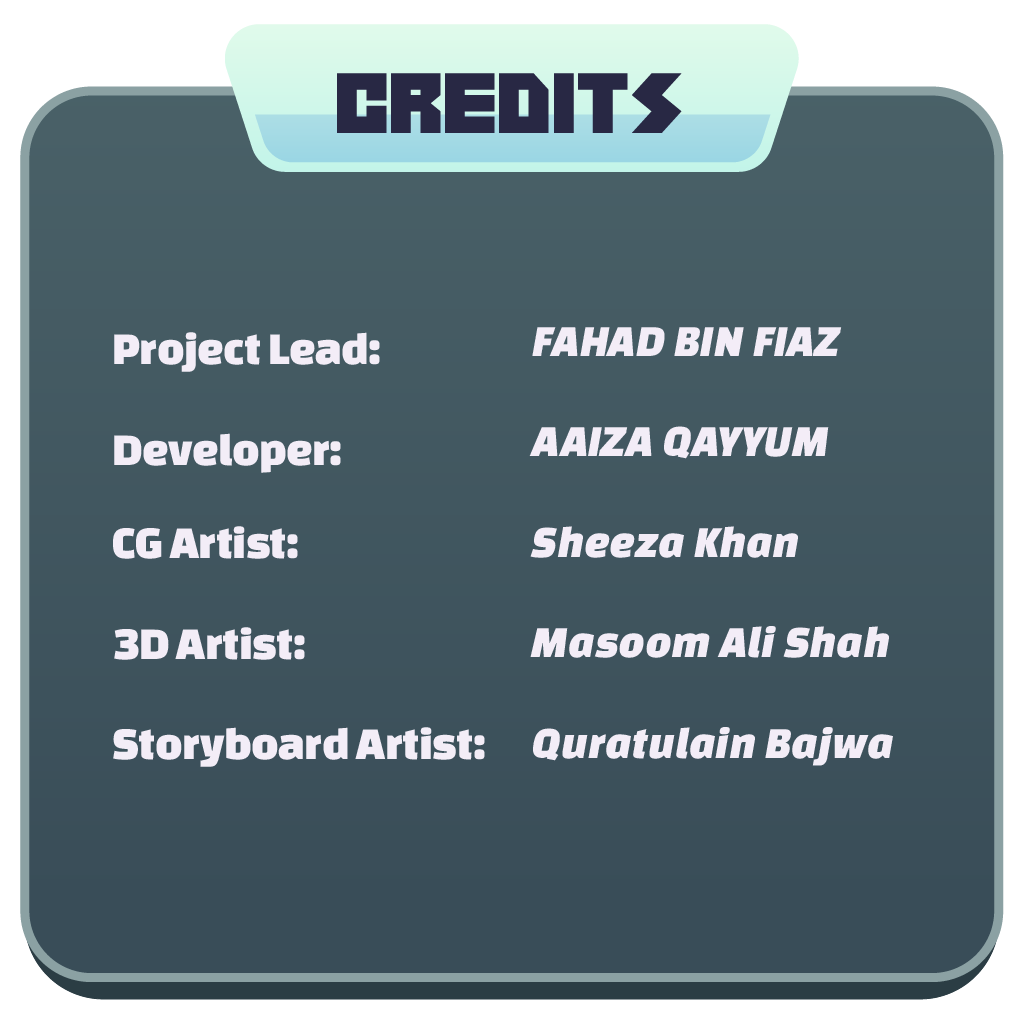 CREDITS
Project Lead: FAHAD BIN FIAZ
Developer: AAIZA QAYYUM
CG Artist: Sheeza Khan
3D Artist: Masoom Ali Shah
Storyboard Artist: Quratulain Bajwa